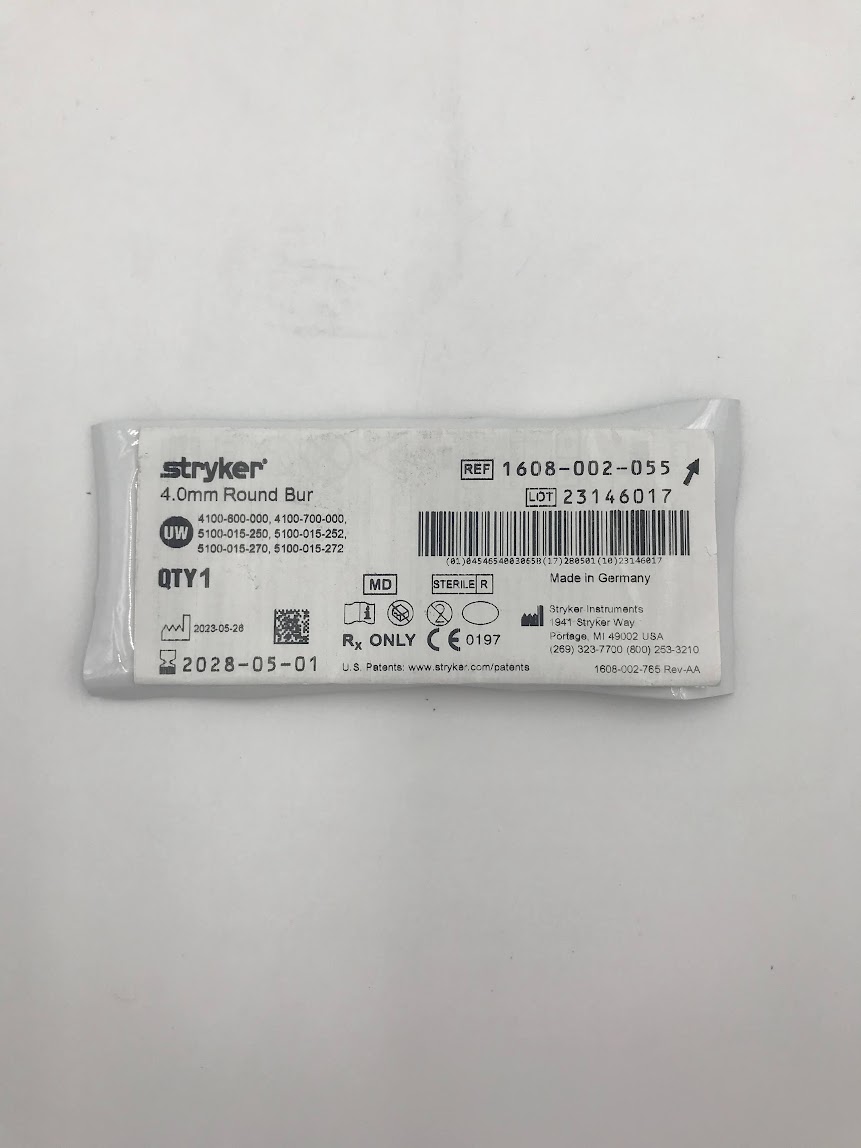 stryker®
4.0mm Round Bur
UW
4100-600-000, 4100-700-000,
5100-015-250, 5100-015-252,
5100-015-270, 5100-015-272
QTY1
2023-05-26
2028-05-01
REF 1608-002-055
LOT 23146017
(01)04546540030658(17)280501(10)23146017
MD
STERILE R
Made in Germany
2
Rx ONLY CE 0197
U.S. Patents: www.stryker.com/patents
Stryker Instruments
1941 Stryker Way
Portage, MI 49002 USA
(269) 323-7700 (800) 253-3210
1608-002-765 Rev-AA